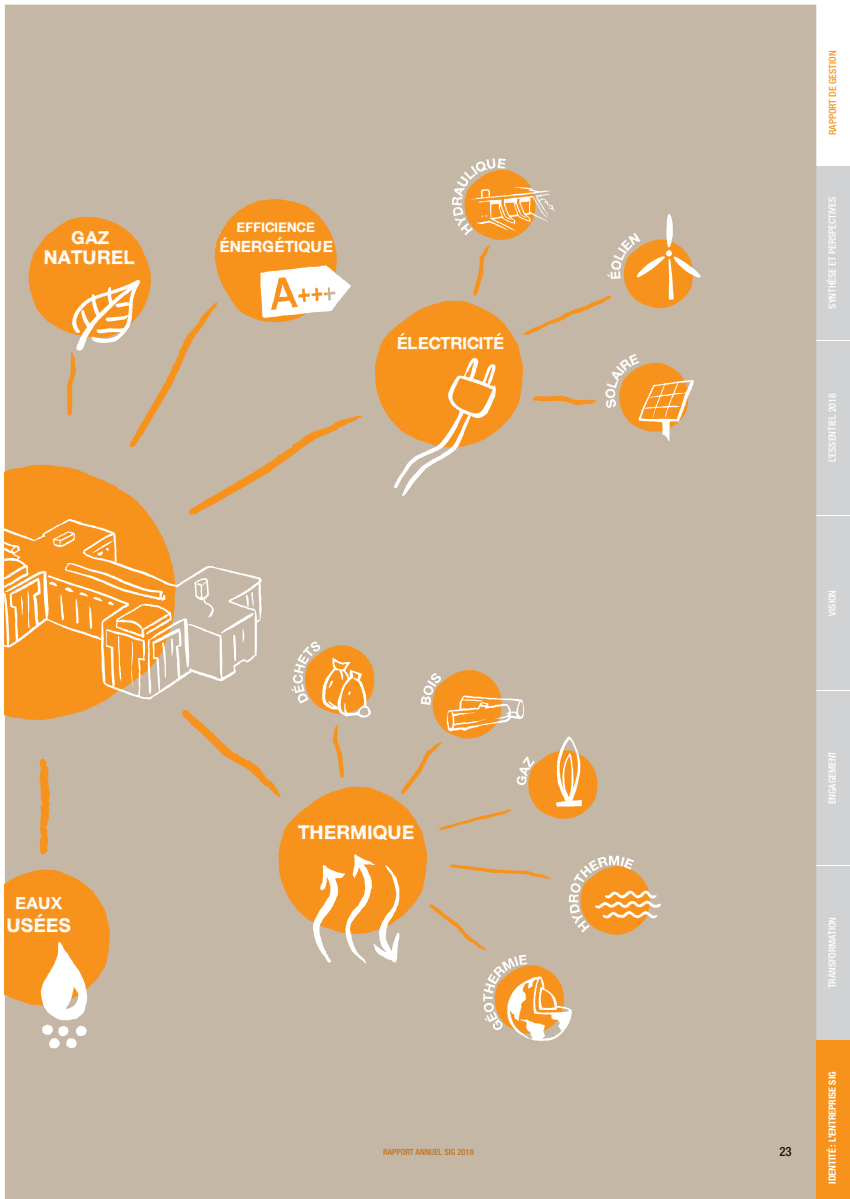 HYDRAULIQUE
GAZ
NATUREL
EFFICIENCE
ÉNERGÉTIQUE
A+++
ÉOLIEN
ÉLECTRICITÉ
SOLAIRE
DÉCHETS
BOIS
GAZ
THERMIQUE
HYDROTHERMIE
EAUX
USÉES
GÉOTHERMIE
RAPPORT ANNUEL SIG 2018
23
RAPPORT DE GESTION
SYNTHÈSE ET PERSPECTIVES
L'ESSENTIEL 2018
VISION
ENGAGEMENT
TRANSFORMATION
IDENTITÉ : L'ENTREPRISE SIG